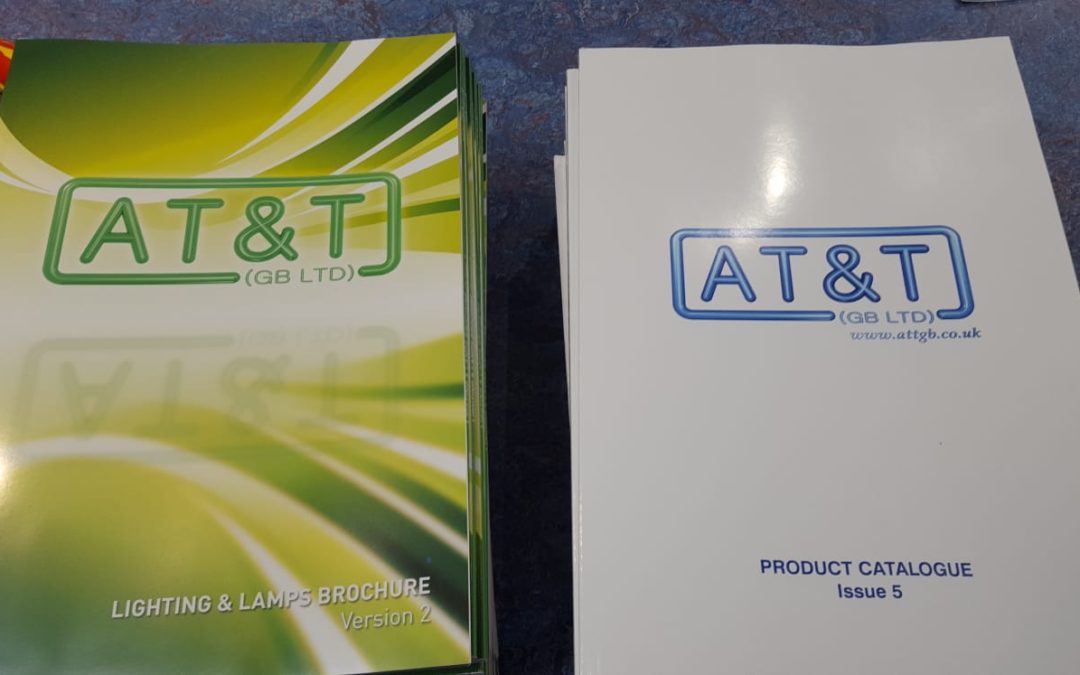 AT&T
(GB LTD)
LIGHTING & LAMPS BROCHURE
Version 2
AT&T
(GB LTD)
www.attgb.co.uk
PRODUCT CATALOGUE
Issue 5